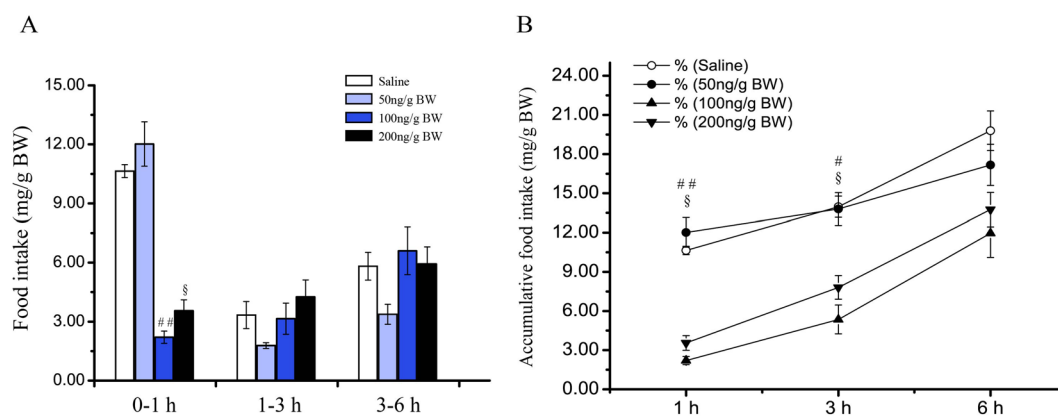 A
Food intake (mg/g BW)
15.00
12.00
9.00
6.00
3.00
0.00
Saline
50ng/g BW
100ng/g BW
200ng/g BW
##
§
0-1 h
1-3 h
3-6 h
B
Accumulative food intake (mg/g BW)
24.00
21.00
18.00
15.00
12.00
9.00
6.00
3.00
0.00
% (Saline)
% (50ng/g BW)
% (100ng/g BW)
% (200ng/g BW)
# #
§
#
§
1 h
3 h
6 h